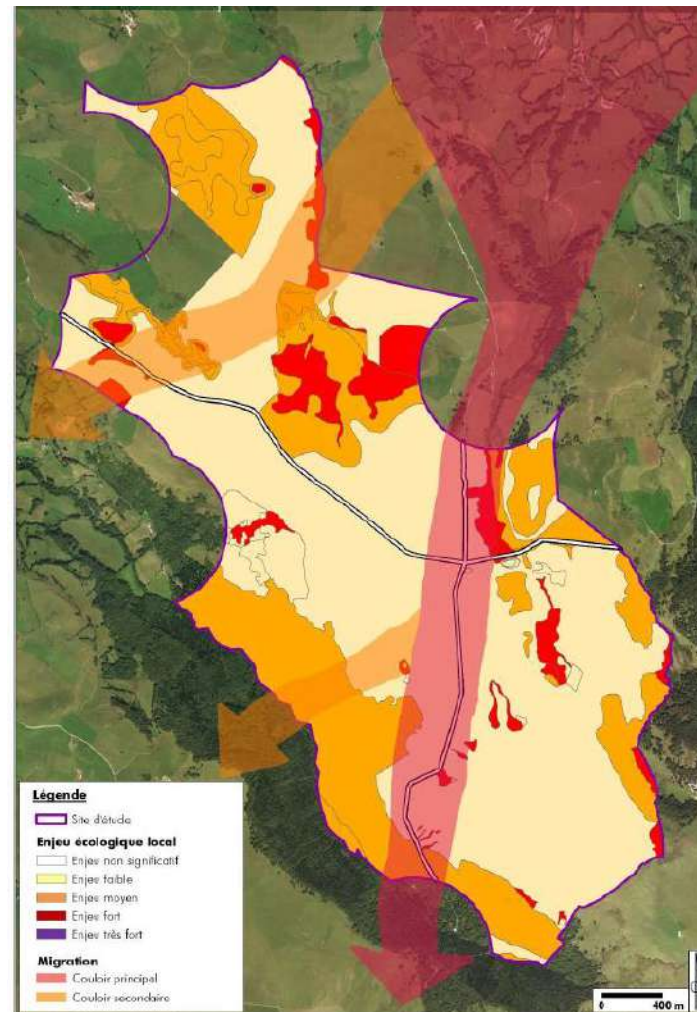 Légende
Site d'étude
Enjeu écologique local
Enjeu non significatif
Enjeu faible
Enjeu moyen
Enjeu fort
Enjeu très fort
Migration
Couloir principal
Couloir secondaire
0 400 m